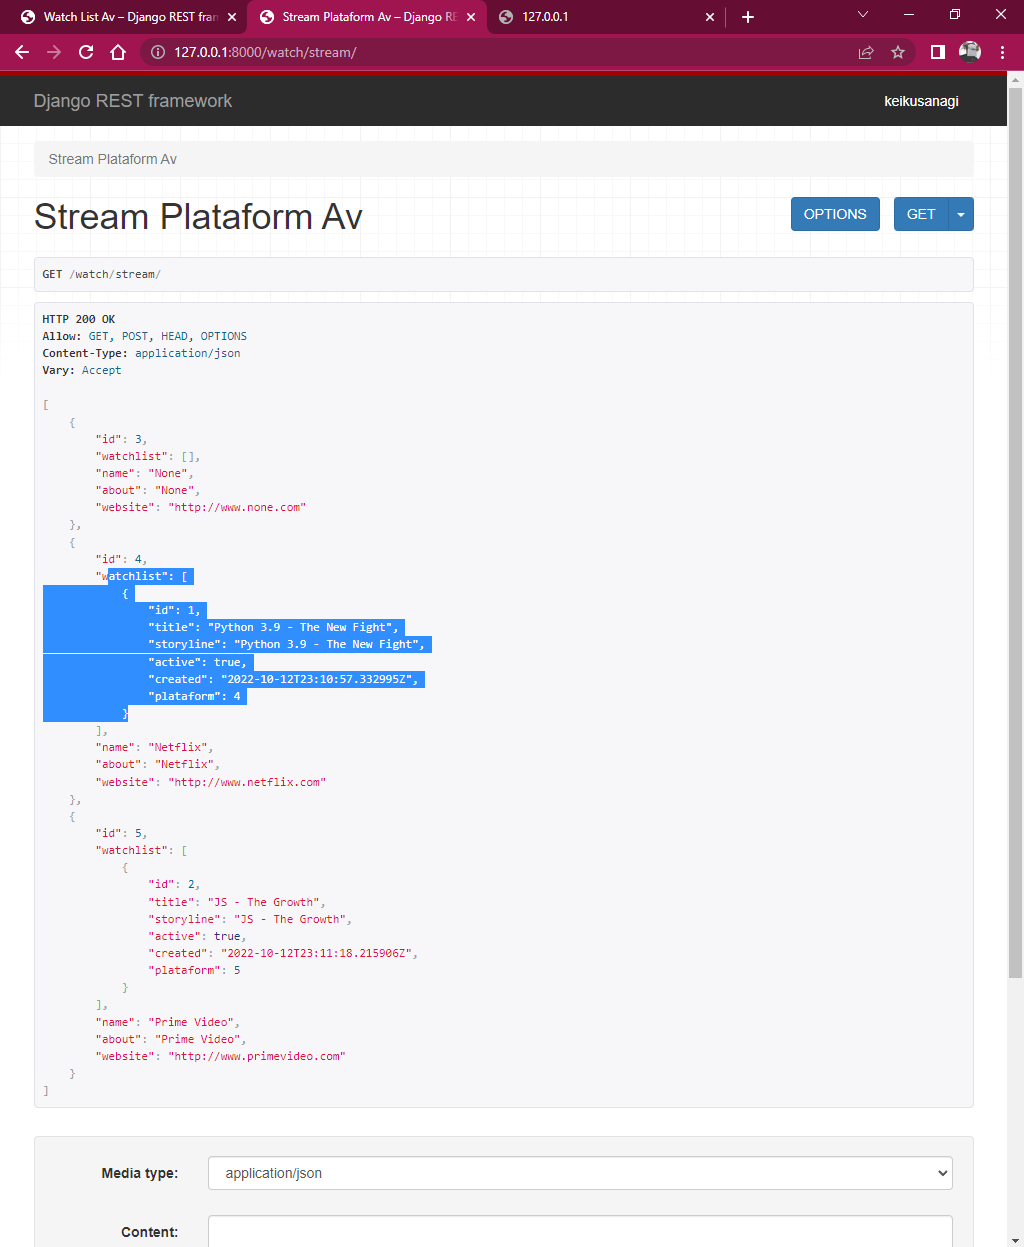 Watch List Av – Django REST fram
Stream Plataform Av – Django RE
127.0.0.1
127.0.0.1:8000/watch/stream/
Django REST framework
keikusanagi
Stream Plataform Av
Stream Plataform Av
OPTIONS
GET
GET /watch/stream/
HTTP 200 OK
Allow: GET, POST, HEAD, OPTIONS
Content-Type: application/json
Vary: Accept
[
    {
        "id": 3,
        "watchlist": [],
        "name": "None",
        "about": "None",
        "website": "http://www.none.com"
    },
    {
        "id": 4,
        "watchlist": [
            {
                "id": 1,
                "title": "Python 3.9 - The New Fight",
                "storyline": "Python 3.9 - The New Fight",
                "active": true,
                "created": "2022-10-12T23:10:57.332995Z",
                "plataform": 4
            }
        ],
        "name": "Netflix",
        "about": "Netflix",
        "website": "http://www.netflix.com"
    },
    {
        "id": 5,
        "watchlist": [
            {
                "id": 2,
                "title": "JS - The Growth",
                "storyline": "JS - The Growth",
                "active": true,
                "created": "2022-10-12T23:11:18.215906Z",
                "plataform": 5
            }
        ],
        "name": "Prime Video",
        "about": "Prime Video",
        "website": "http://www.primevideo.com"
    }
]
Media type:
application/json
Content: